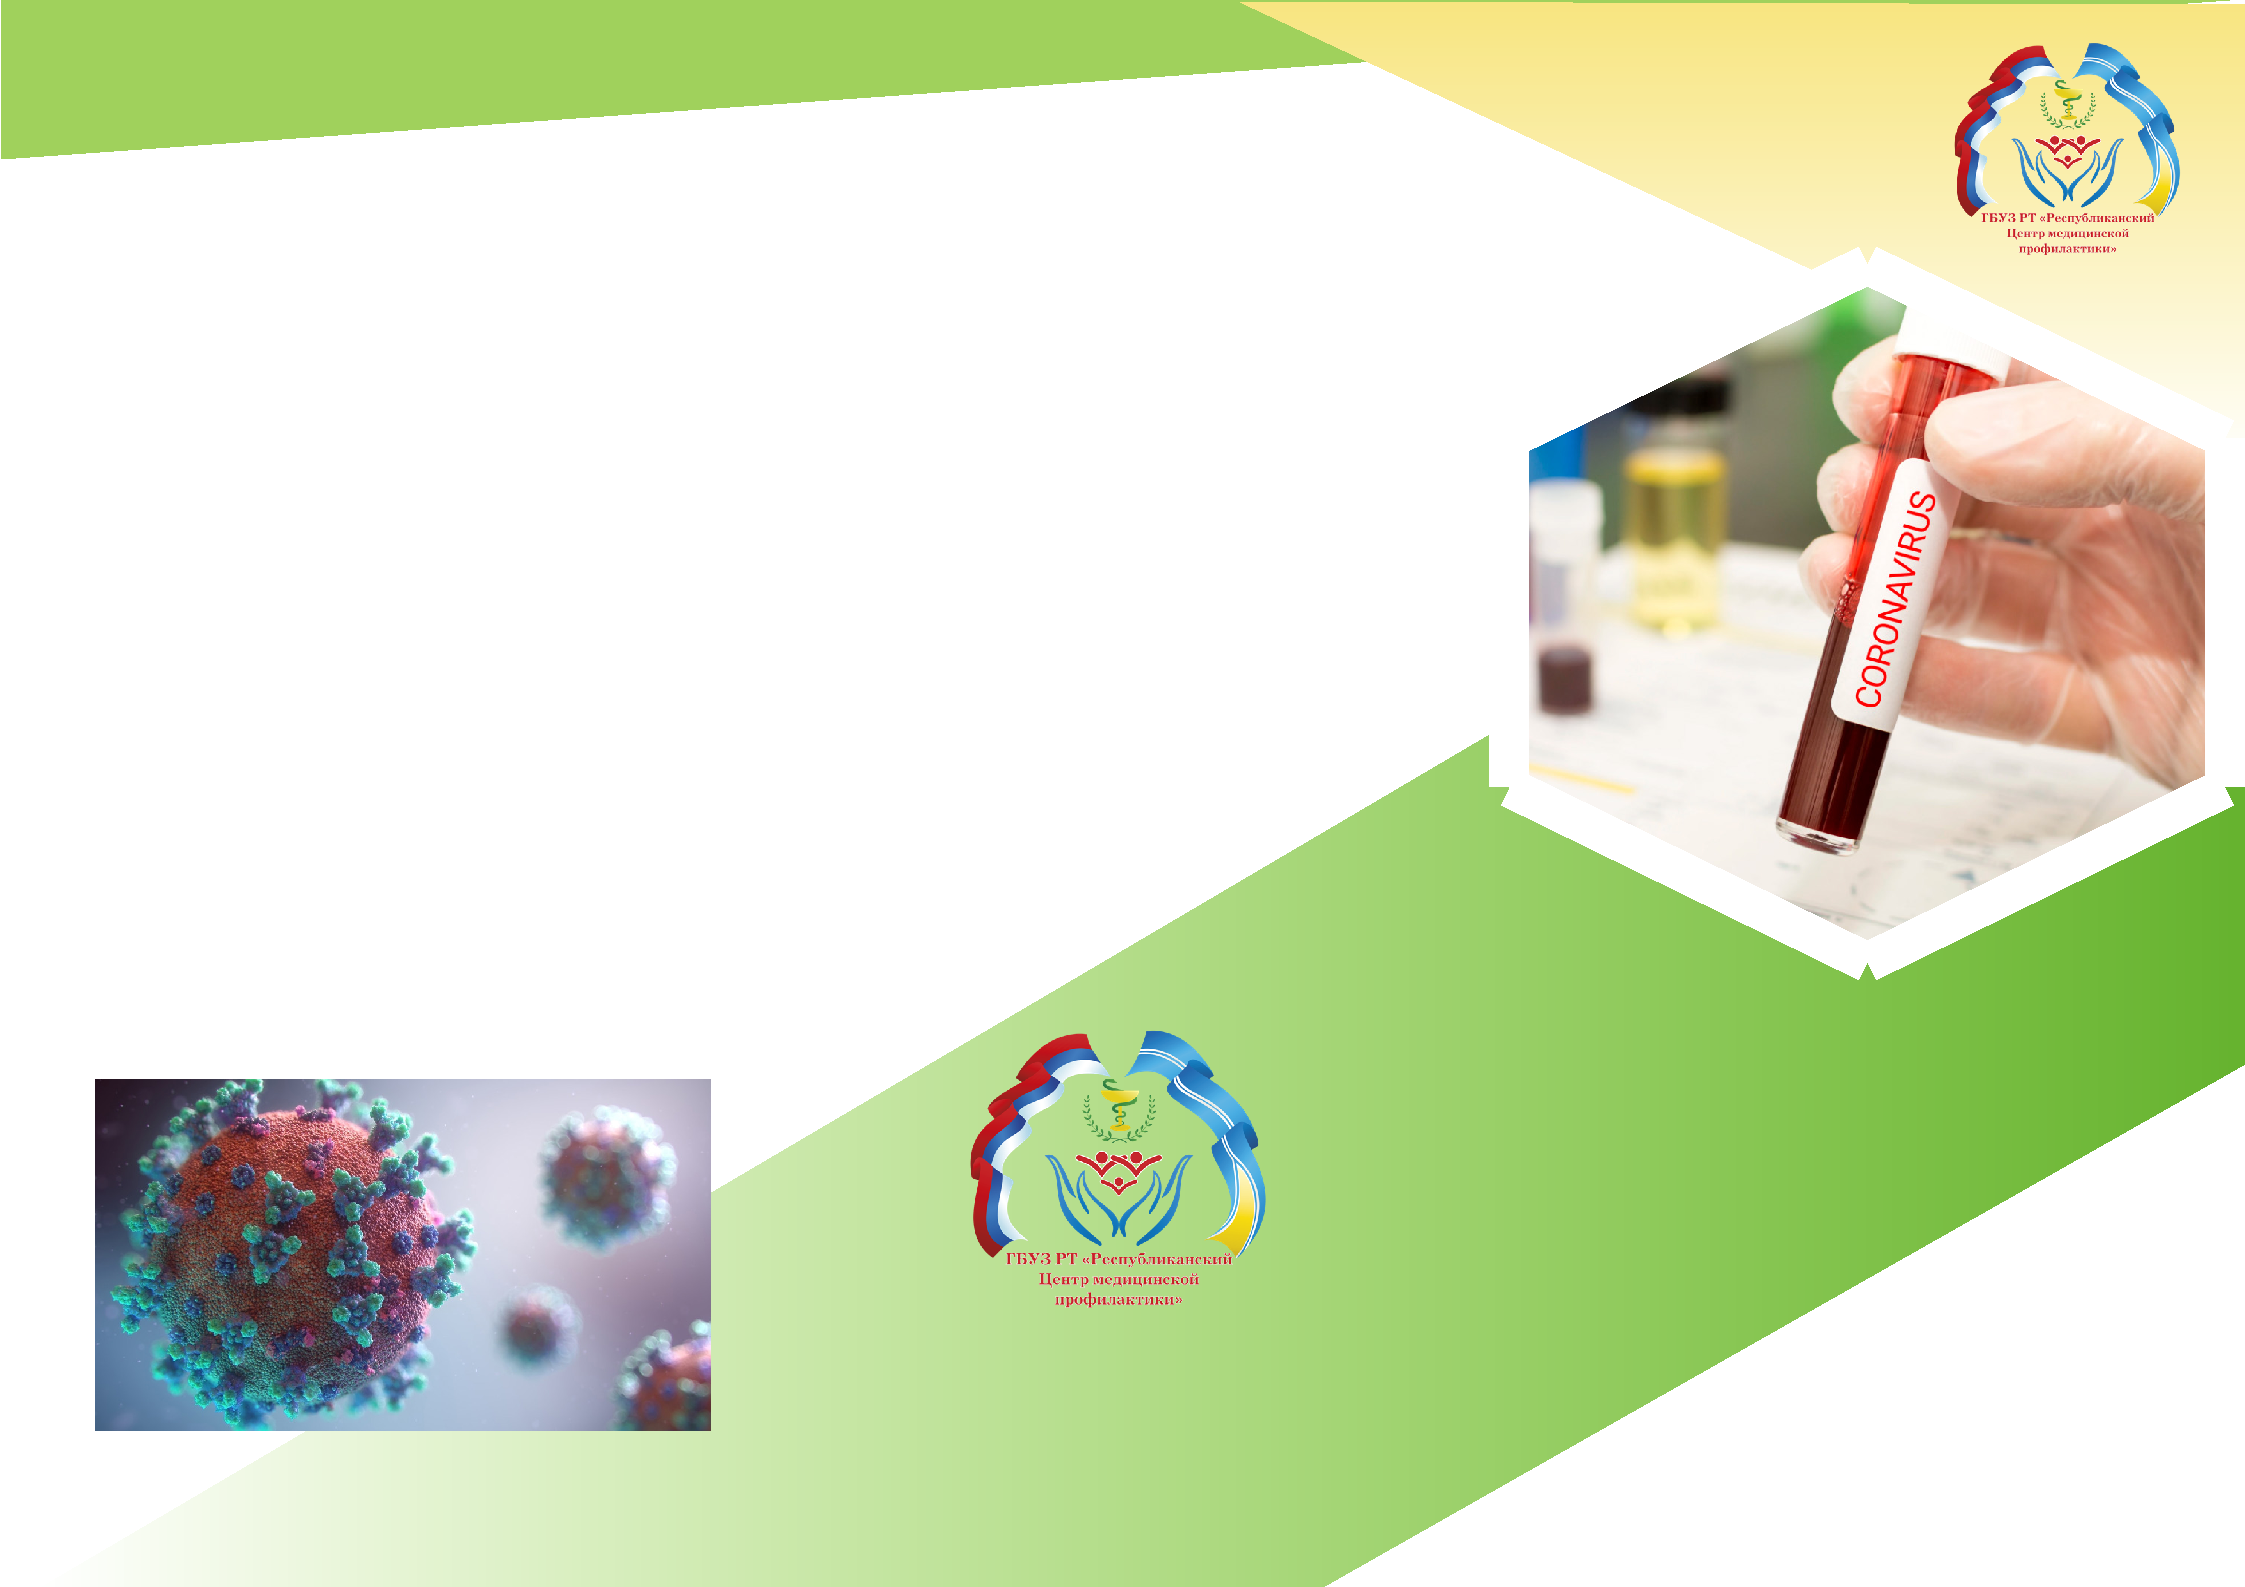 ГБУЗ РТ «Республиканский
Центр медицинской
профилактики»
CORONAVIRUS
ГБУЗ РТ «Республиканский
Центр медицинской
профилактики»